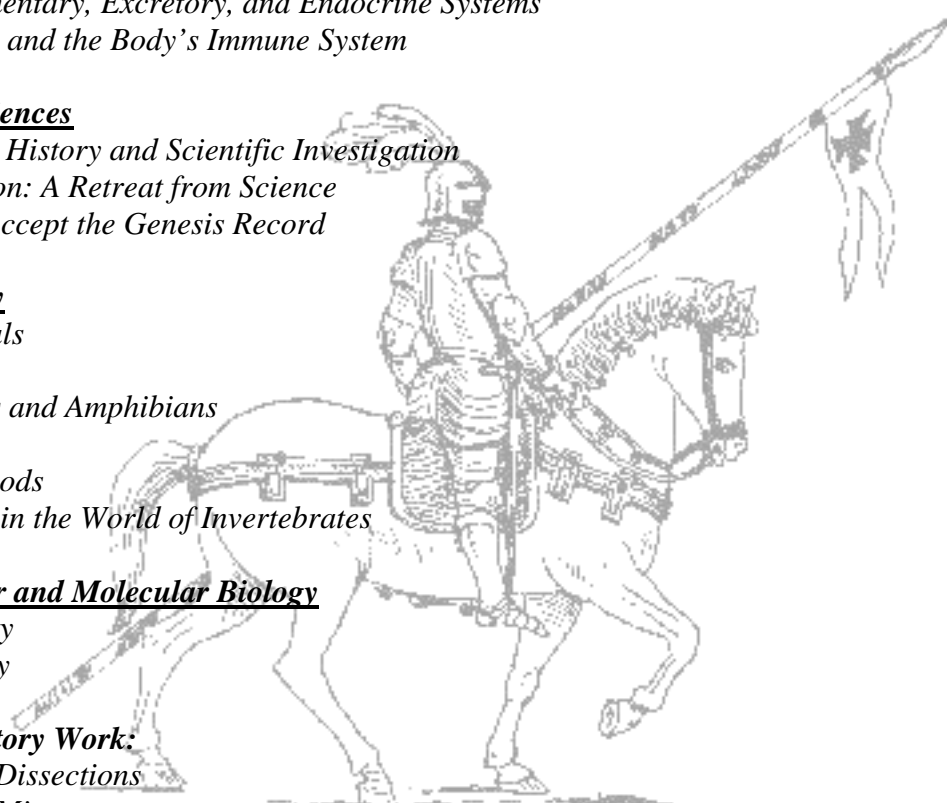 mentary, Excretory, and Endocrine Systems
and the Body's Immune System
ences
History and Scientific Investigation
on: A Retreat from Science
ccept the Genesis Record
y
ls
and Amphibians
ods
in the World of Invertebrates
r and Molecular Biology
y
y
tory Work:
Dissections